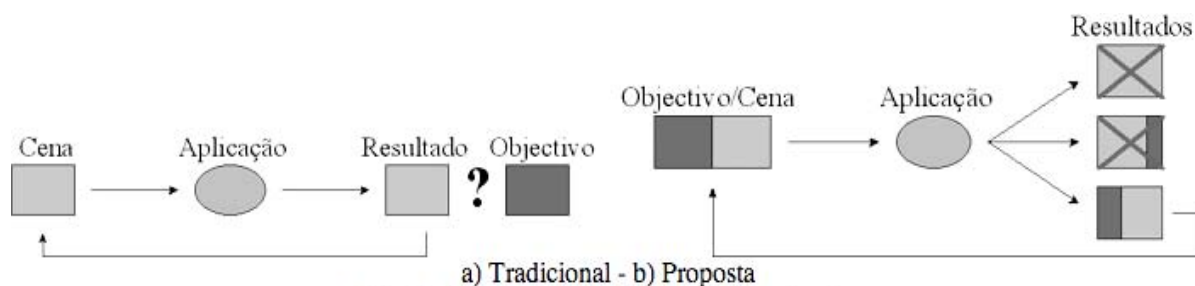 Cena
Aplicação
Resultado
?
Objectivo
Objectivo/Cena
Aplicação
Resultados
a) Tradicional - b) Proposta